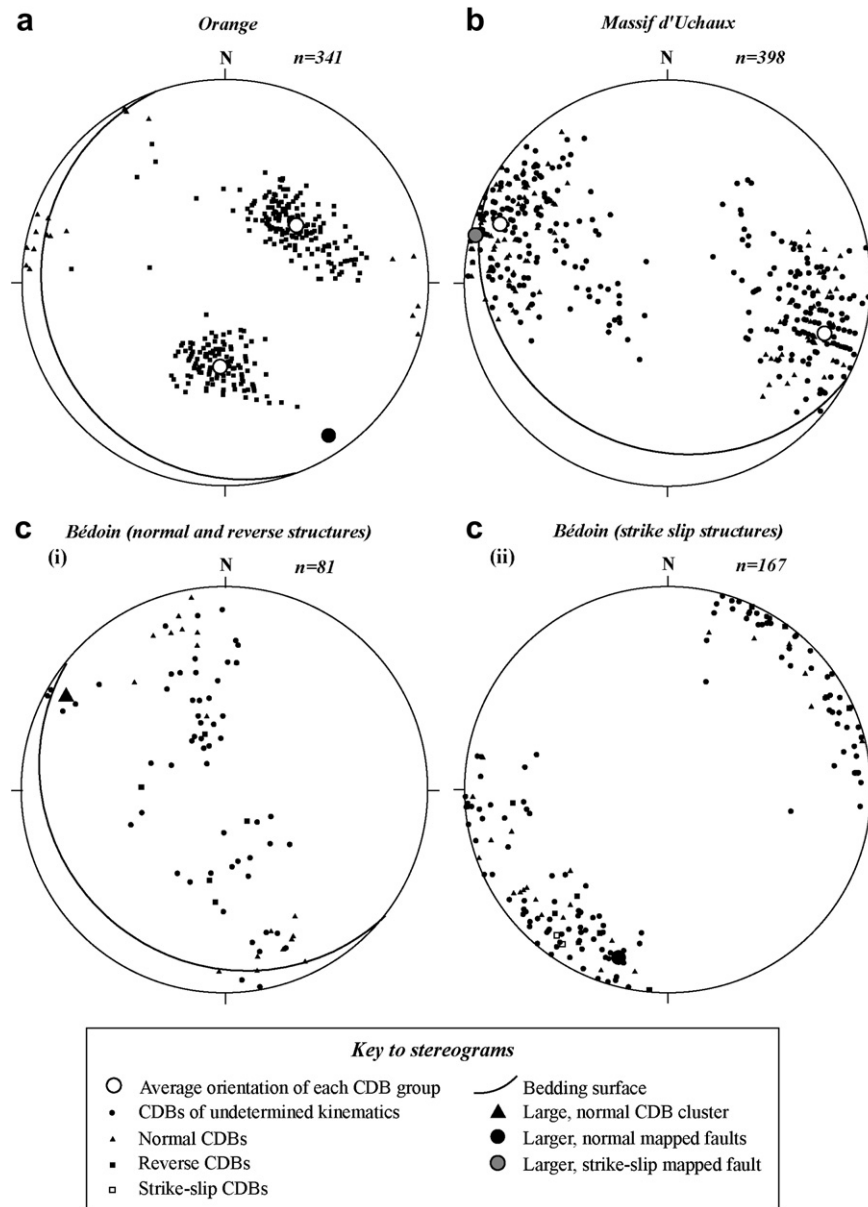 a
Orange
n=341
N
b
Massif d'Uchaux
n=398
N
c
Bédoin (normal and reverse structures)
(i)
n=81
N
c
Bédoin (strike slip structures)
(ii)
n=167
N
Key to stereograms
Average orientation of each CDB group
CDBs of undetermined kinematics
Normal CDBs
Reverse CDBs
Strike-slip CDBs
Bedding surface
Large, normal CDB cluster
Larger, normal mapped faults
Larger, strike-slip mapped fault